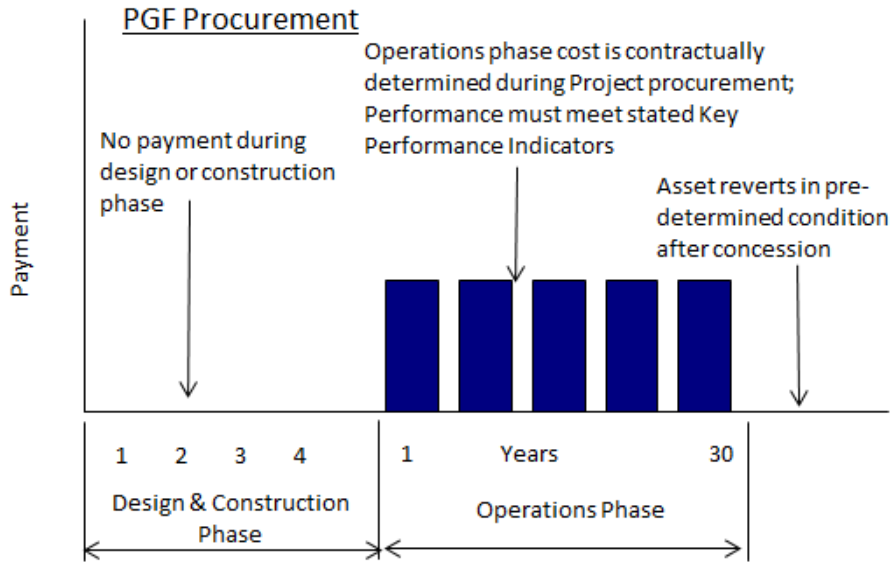 PGF Procurement
Operations phase cost is contractually
determined during Project procurement;
Performance must meet stated Key
Performance Indicators
No payment during
design or construction
phase
Asset reverts in pre-
determined condition
after concession
Payment
1 2 3 4
1 Years 30
Design & Construction
Phase
Operations Phase